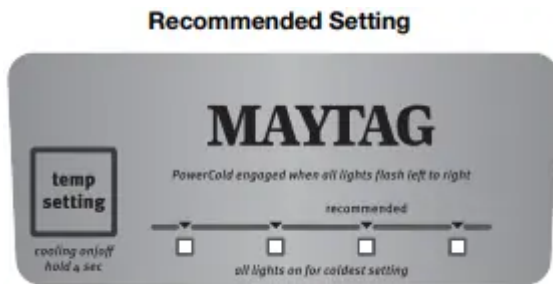 Recommended Setting
MAYTAG
PowerCold engaged when all lights flash left to right
temp
setting
recommended
cooling on/off
hold 4 sec
all lights on for coldest setting